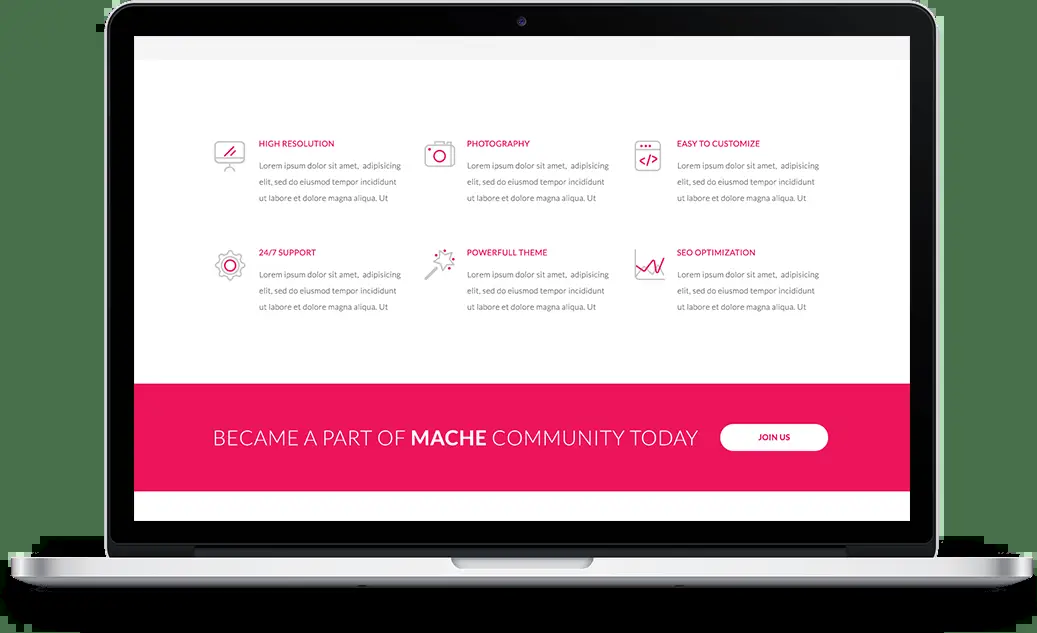 HIGH RESOLUTION
Lorem ipsum dolor sit amet, adipisicing
elit, sed do eiusmod tempor incididunt
ut labore et dolore magna aliqua. Ut
PHOTOGRAPHY
Lorem ipsum dolor sit amet, adipisicing
elit, sed do eiusmod tempor incididunt
ut labore et dolore magna aliqua. Ut
EASY TO CUSTOMIZE
Lorem ipsum dolor sit amet, adipisicing
elit, sed do eiusmod tempor incididunt
ut labore et dolore magna aliqua. Ut
24/7 SUPPORT
Lorem ipsum dolor sit amet, adipisicing
elit, sed do eiusmod tempor incididunt
ut labore et dolore magna aliqua. Ut
POWERFULL THEME
Lorem ipsum dolor sit amet, adipisicing
elit, sed do eiusmod tempor incididunt
ut labore et dolore magna aliqua. Ut
SEO OPTIMIZATION
Lorem ipsum dolor sit amet, adipisicing
elit, sed do eiusmod tempor incididunt
ut labore et dolore magna aliqua. Ut
BECAME A PART OF MACHE COMMUNITY TODAY
JOIN US